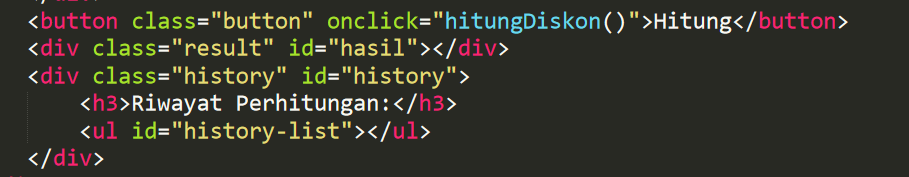 <button class="button" onclick="hitungDiskon()">Hitung</button>
<div class="result" id="hasil"></div>
<div class="history" id="history">
    <h3>Riwayat Perhitungan:</h3>
    <ul id="history-list"></ul>
</div>